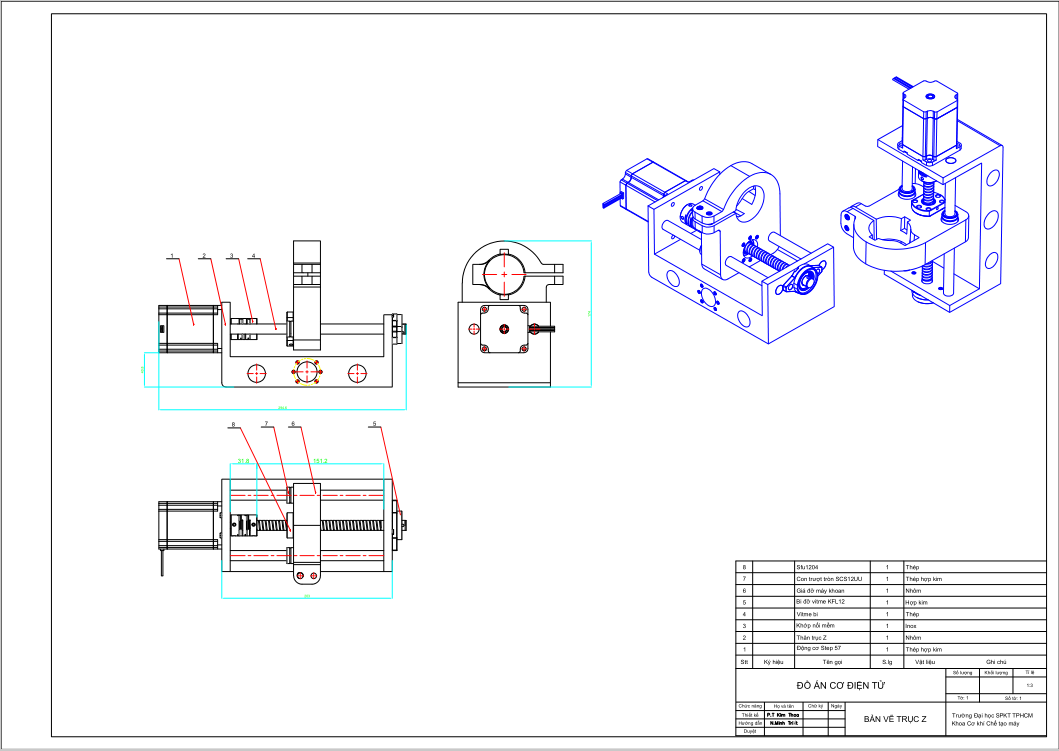 1 2 3 4
8 7 6 5
31.6 151.2
8 Sfu1204 1 Thép
7 Con trượt tròn SCS12UU 1 Thép hợp kim
6 Giá đỡ máy khoan 1 Nhôm
5 Bi đỡ vitme KFL12 1 Hợp kim
4 Vitme bi 1 Thép
3 Khớp nối mềm 1 Inox
2 Thân trục Z 1 Nhôm
1 Động cơ Step 57 1 Thép hợp kim
Stt Ký hiệu Tên gọi S.lg Vật liệu Ghi chú
ĐỒ ÁN CƠ ĐIỆN TỬ
Số lượng Khối lượng Tỉ lệ
1:3
Tờ: 1 Số tờ: 1
Chức năng Họ và tên Chữ ký Ngày
Thiết kế P.T Kim Thoa
Hướng dẫn N.Minh Triết
Duyệt
BẢN VẼ TRỤC Z
Trường Đại học SPKT TPHCM
Khoa Cơ khí Chế tạo máy